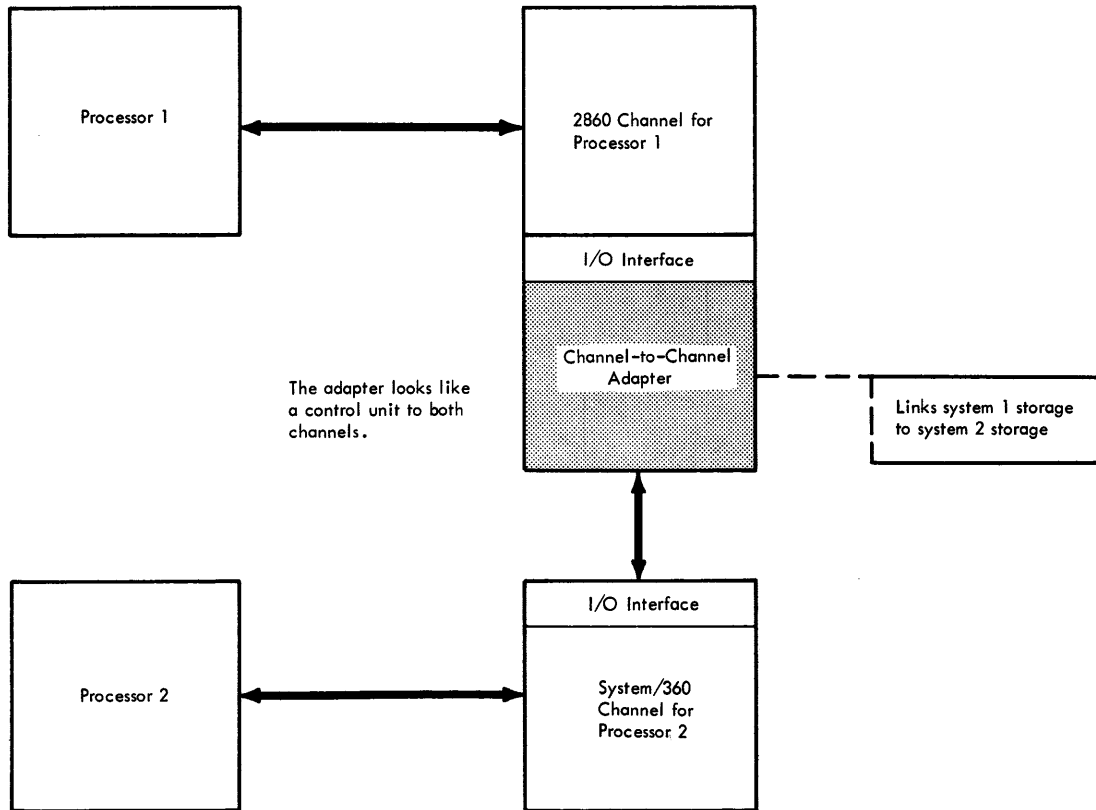 Processor 1
2860 Channel for
Processor 1
I/O Interface
Channel-to-Channel
Adapter
The adapter looks like
a control unit to both
channels.
Links system 1 storage
to system 2 storage
I/O Interface
Processor 2
System/360
Channel for
Processor 2